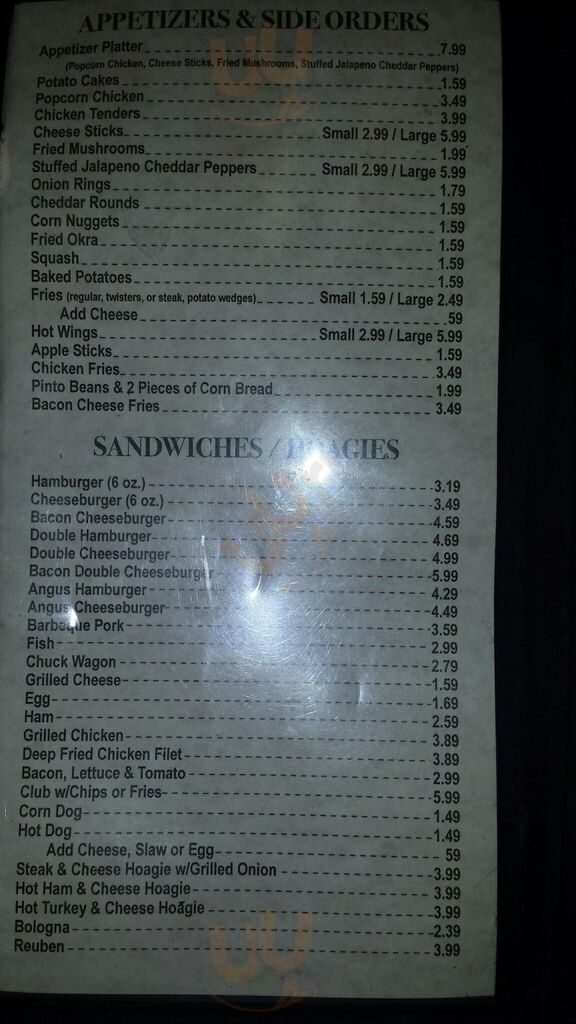 APPETIZERS & SIDE ORDERS
Appetizer Platter 7.99
(Popcorn Chicken, Cheese Sticks, Fried Mushrooms, Stuffed Jalapeno Cheddar Peppers)
Potato Cakes 1.59
Popcorn Chicken 3.49
Chicken Tenders 3.99
Cheese Sticks Small 2.99 / Large 5.99
Fried Mushrooms 1.99
Stuffed Jalapeno Cheddar Peppers Small 2.99 / Large 5.99
Onion Rings 1.79
Cheddar Rounds 1.59
Corn Nuggets 1.59
Fried Okra 1.59
Squash 1.59
Baked Potatoes 1.59
Fries (regular, twisters, or steak, potato wedges) Small 1.59 / Large 2.49
Add Cheese .59
Hot Wings Small 2.99 / Large 5.99
Apple Sticks 1.59
Chicken Fries 3.49
Pinto Beans & 2 Pieces of Corn Bread 1.99
Bacon Cheese Fries 3.49
SANDWICHES / HOAGIES
Hamburger (6 oz.) 3.19
Cheeseburger (6 oz.) 3.49
Bacon Cheeseburger 4.59
Double Hamburger 4.69
Double Cheeseburger 4.99
Bacon Double Cheeseburger 5.99
Angus Hamburger 4.29
Angus Cheeseburger 4.49
Barbeque Pork 3.59
Fish 2.99
Chuck Wagon 2.79
Grilled Cheese 1.59
Egg 1.69
Ham 2.59
Grilled Chicken 3.89
Deep Fried Chicken Filet 3.89
Bacon, Lettuce & Tomato 2.99
Club w/Chips or Fries 5.99
Corn Dog 1.49
Hot Dog 1.49
Add Cheese, Slaw or Egg 59
Steak & Cheese Hoagie w/Grilled Onion 3.99
Hot Ham & Cheese Hoagie 3.99
Hot Turkey & Cheese Hoagie 3.99
Bologna 2.39
Reuben 3.99